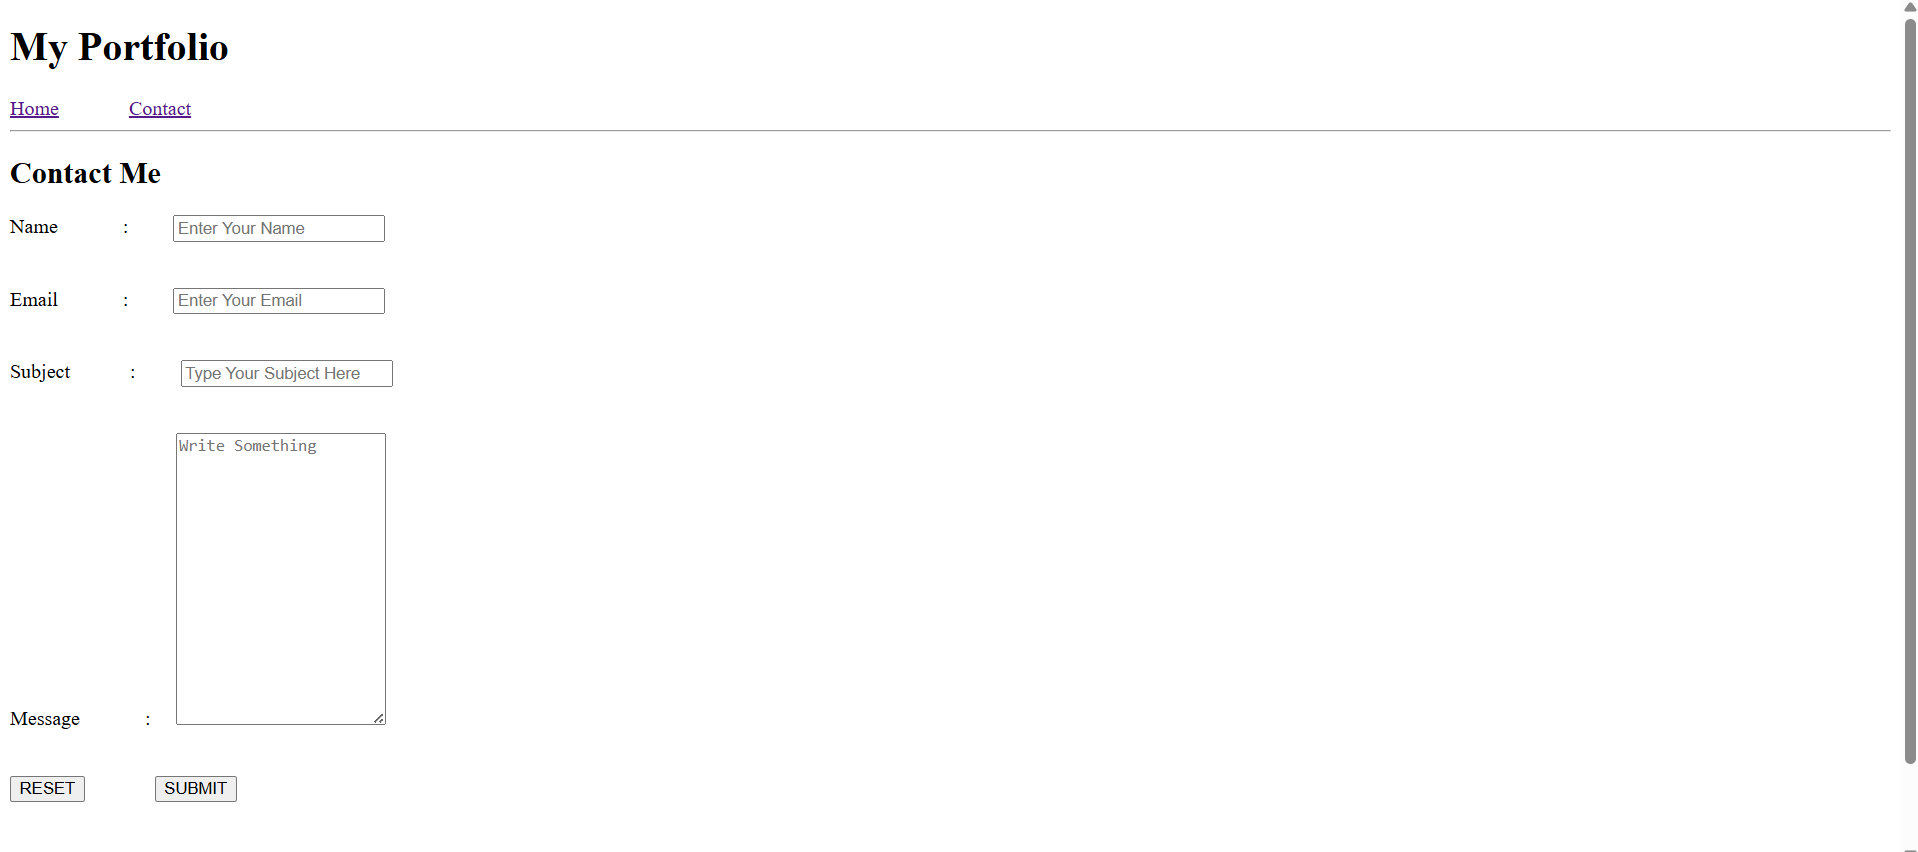 My Portfolio
Home Contact
Contact Me
Name : Enter Your Name
Email : Enter Your Email
Subject : Type Your Subject Here
Write Something
Message :
RESET SUBMIT